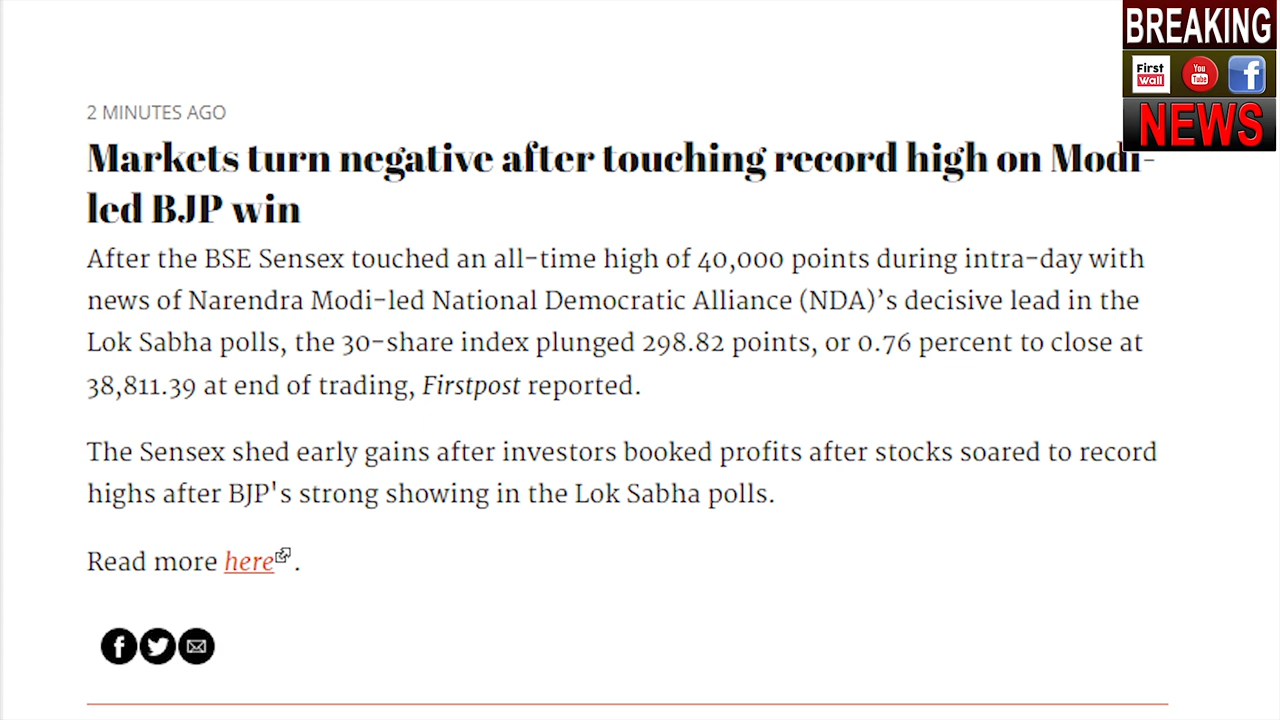 BREAKING
First
Wall
You
Tube
f
NEWS
2 MINUTES AGO
Markets turn negative after touching record high on Modi-
led BJP win
After the BSE Sensex touched an all-time high of 40,000 points during intra-day with
news of Narendra Modi-led National Democratic Alliance (NDA)’s decisive lead in the
Lok Sabha polls, the 30-share index plunged 298.82 points, or 0.76 percent to close at
38,811.39 at end of trading, Firstpost reported.
The Sensex shed early gains after investors booked profits after stocks soared to record
highs after BJP's strong showing in the Lok Sabha polls.
Read more here.